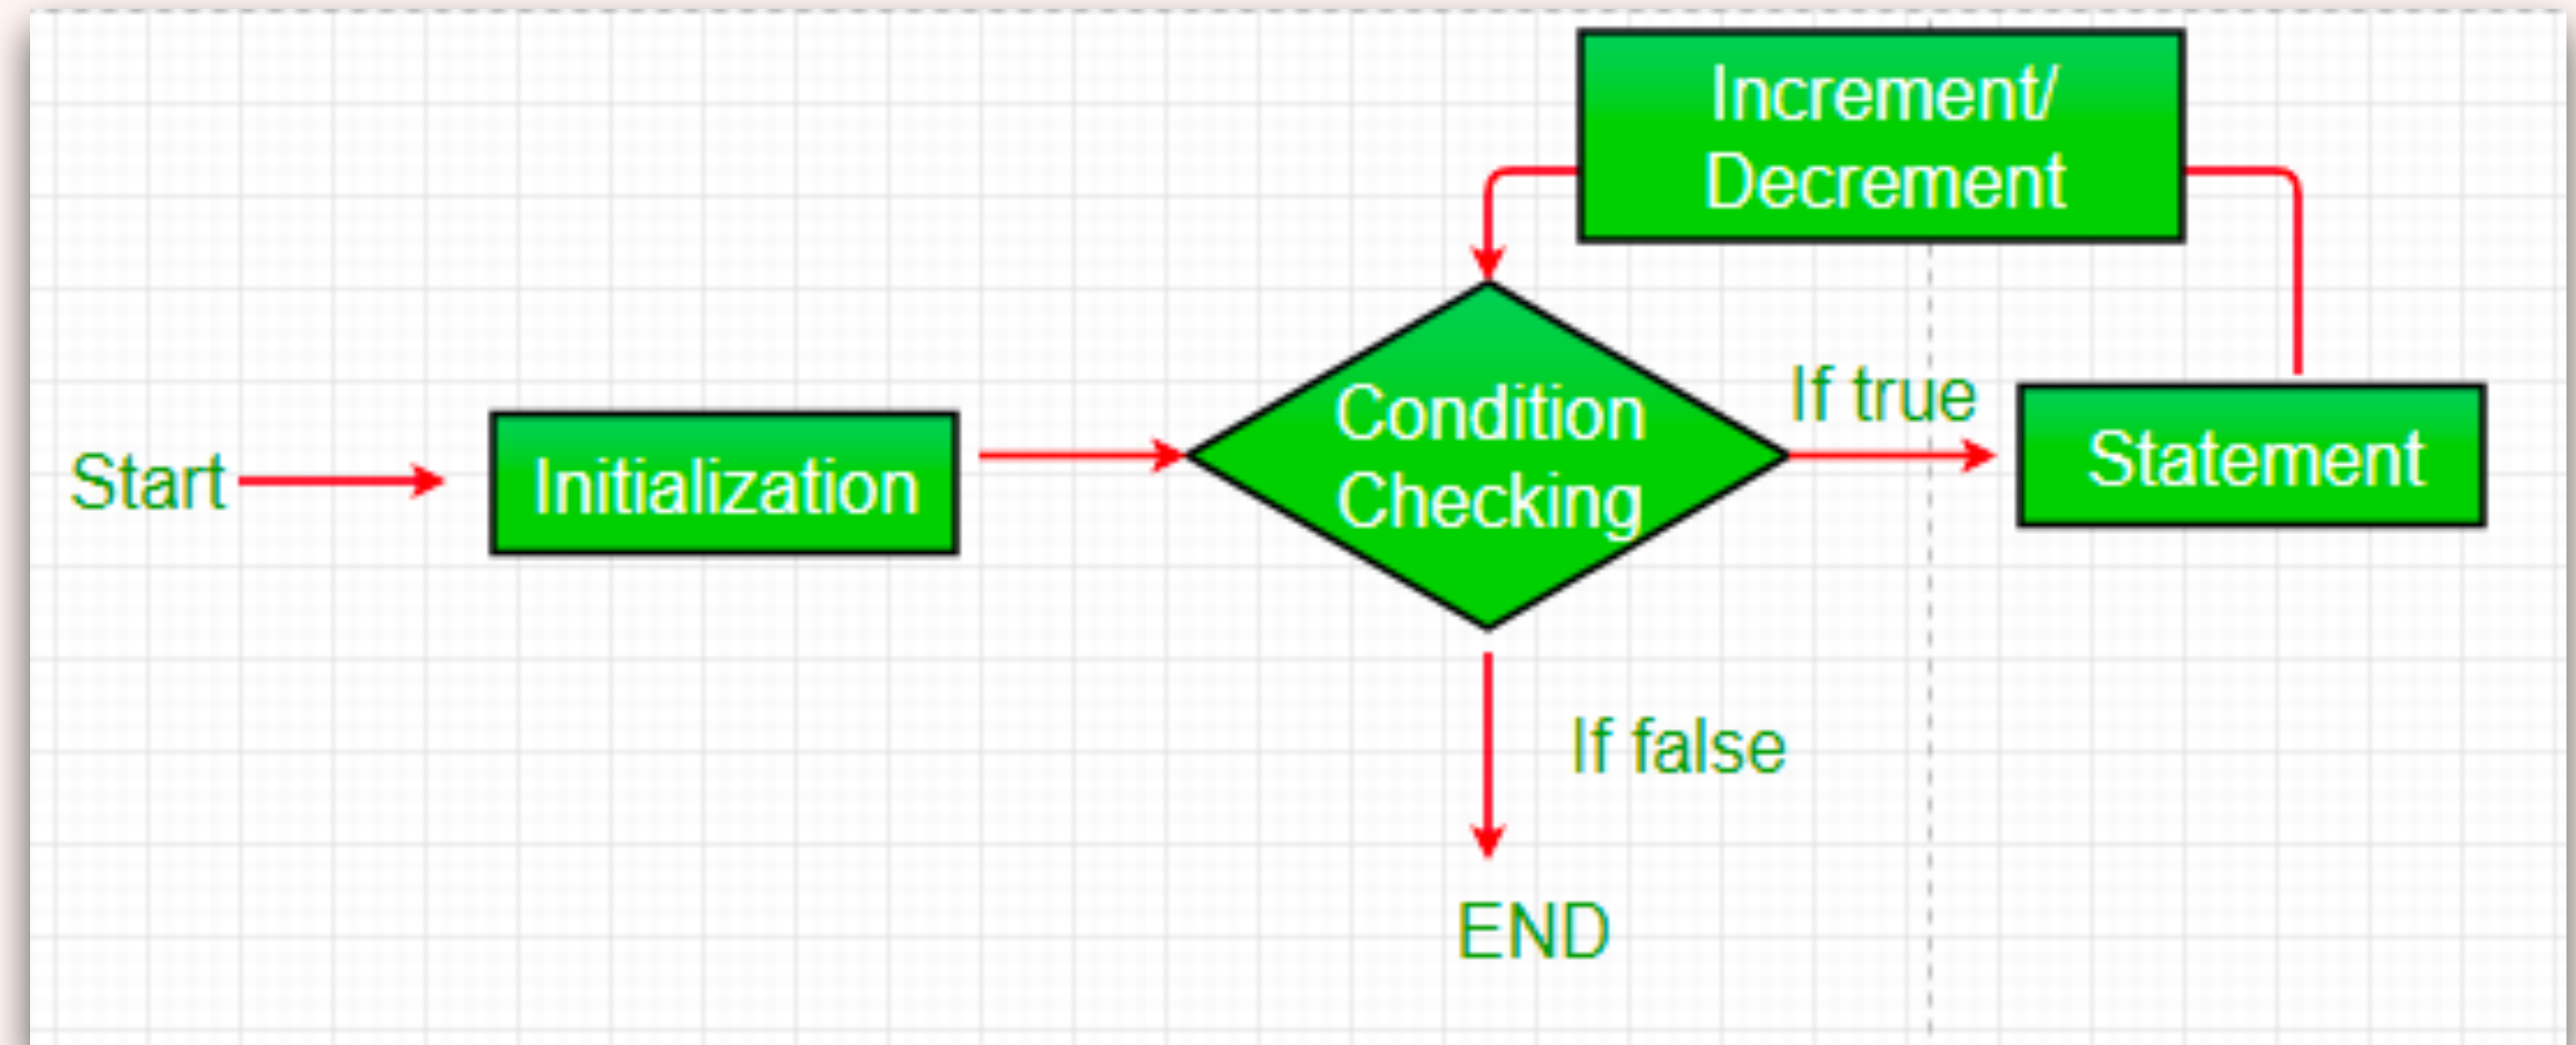 Start
Initialization
Condition
Checking
If true
Statement
Increment/
Decrement
If false
END